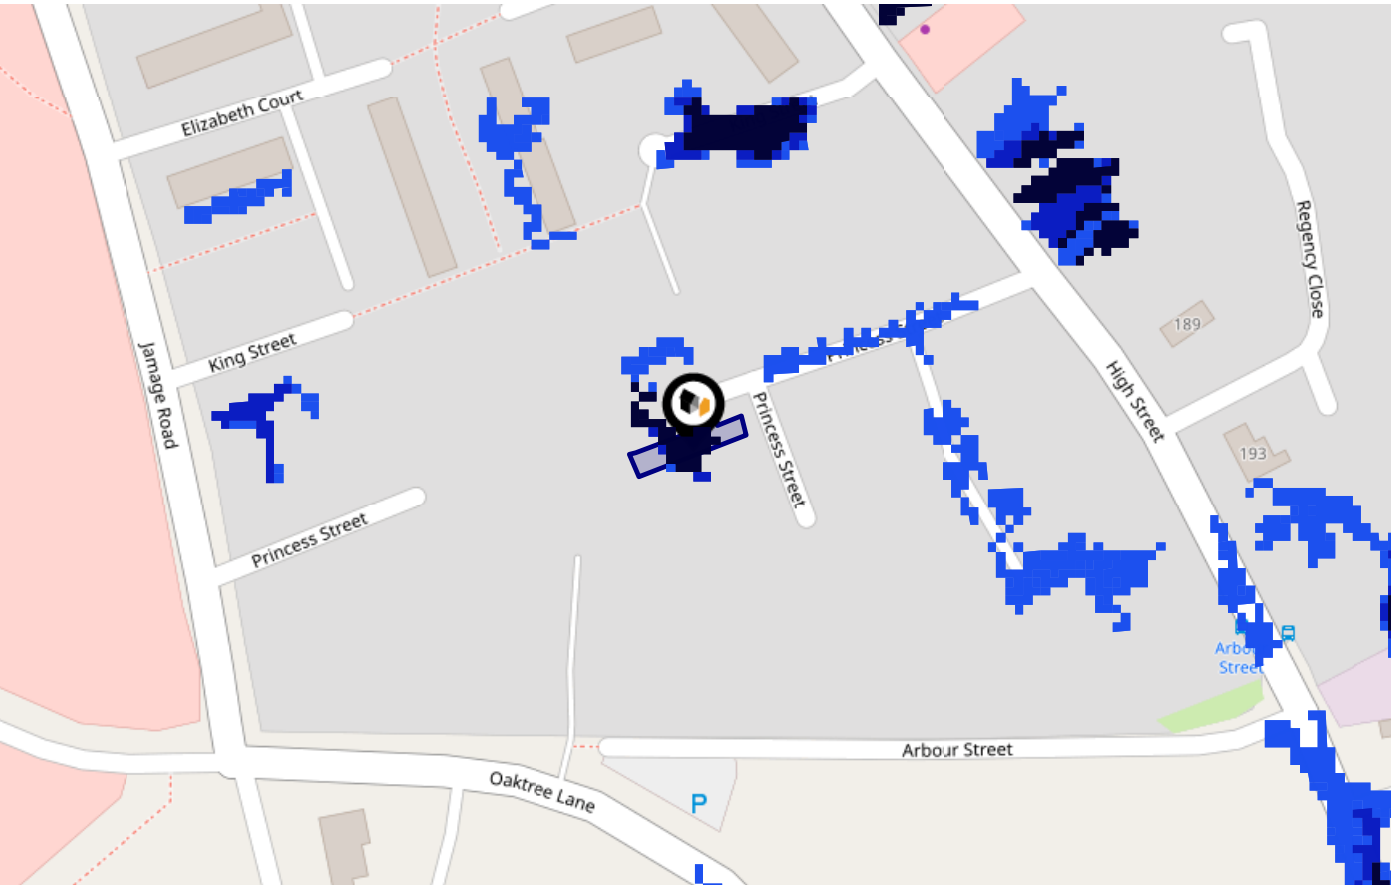 Elizabeth Court
King Street
Jamage Road
Princess Street
Princess Street
Regency Close
189
High Street
193
Arbour Street
Oaktree Lane
P